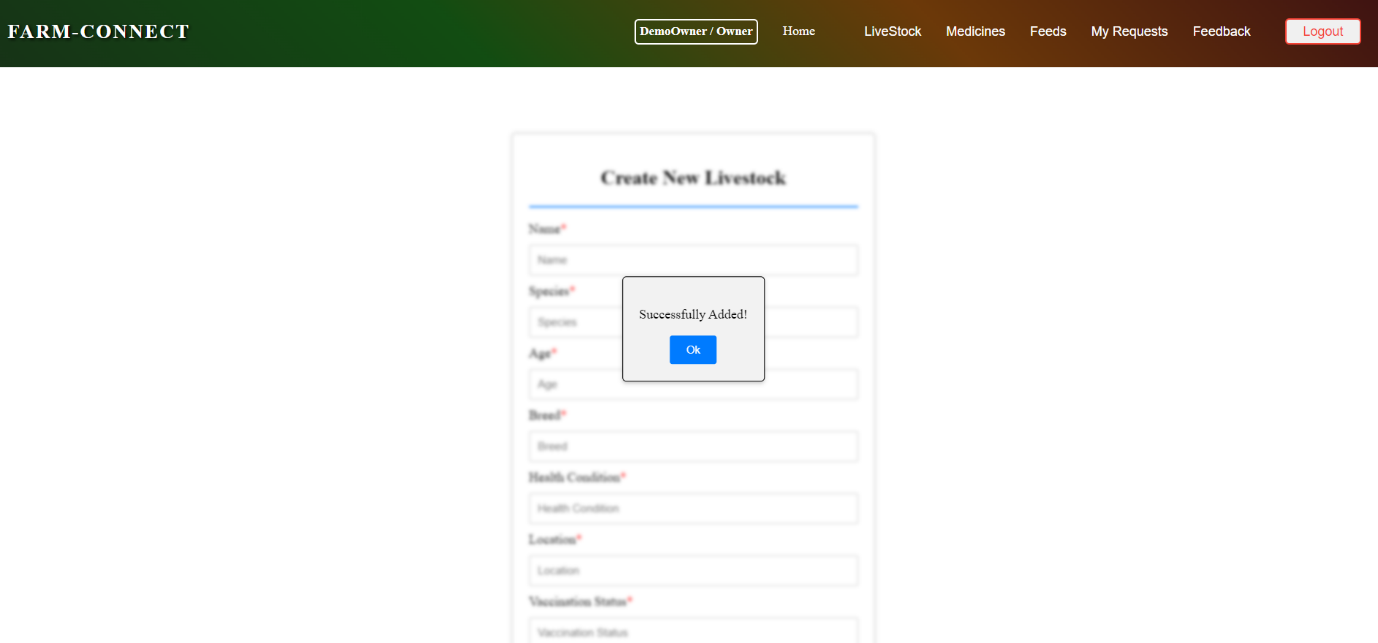 FARM-CONNECT
DemoOwner / Owner Home LiveStock Medicines Feeds My Requests Feedback Logout
Create New Livestock
Name*
Name
Species*
Species
Successfully Added!
Ok
Age*
Age
Breed*
Breed
Health Condition*
Health Condition
Location*
Location
Vaccination Status*
Vaccination Status